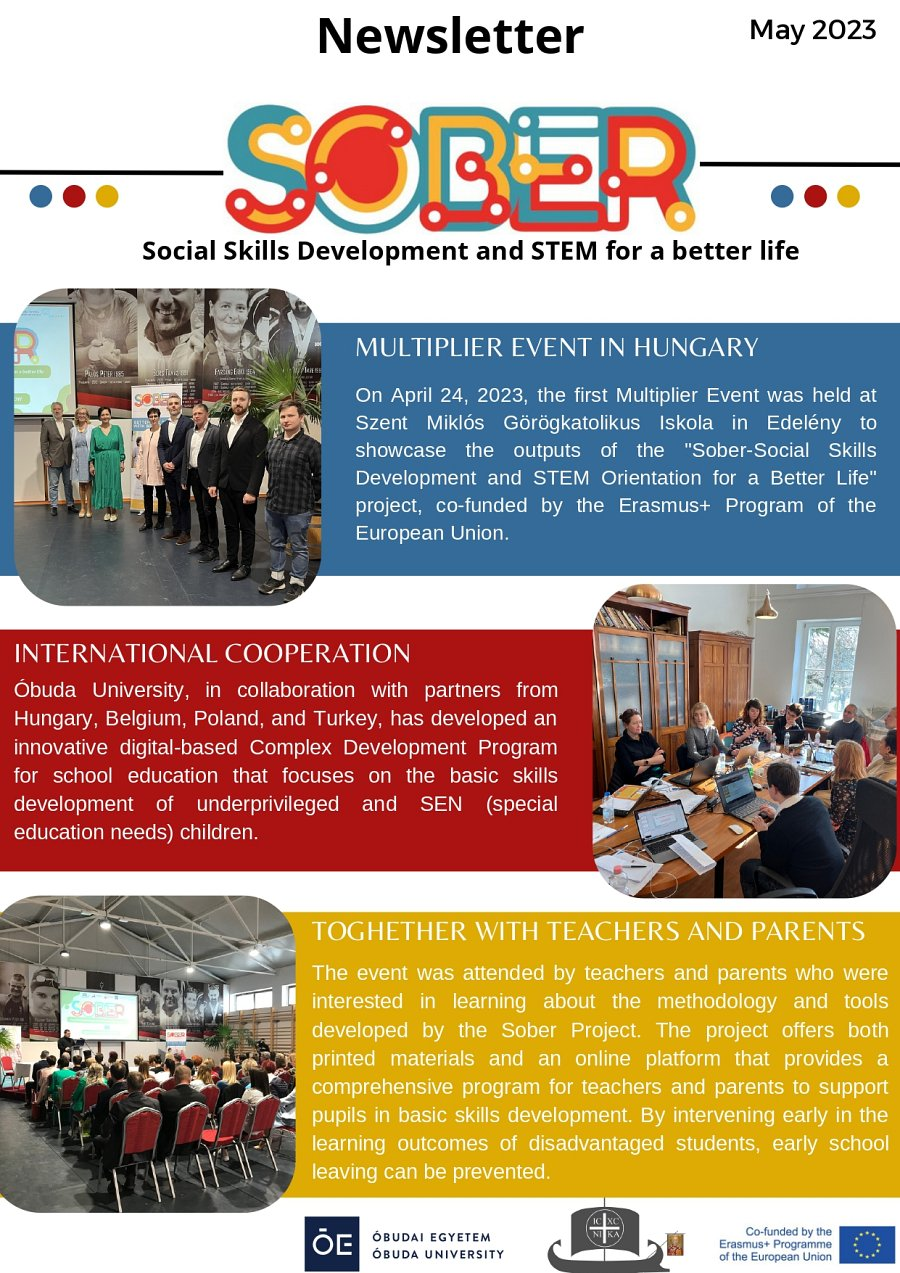 Newsletter
May 2023
SOBER
Social Skills Development and STEM for a better life
MULTIPLIER EVENT IN HUNGARY
On April 24, 2023, the first Multiplier Event was held at
Szent Miklós Görögkatolikus Iskola in Edelény to
showcase the outputs of the "Sober-Social Skills
Development and STEM Orientation for a Better Life"
project, co-funded by the Erasmus+ Program of the
European Union.
INTERNATIONAL COOPERATION
Óbuda University, in collaboration with partners from
Hungary, Belgium, Poland, and Turkey, has developed an
innovative digital-based Complex Development Program
for school education that focuses on the basic skills
development of underprivileged and SEN (special
education needs) children.
TOGHETHER WITH TEACHERS AND PARENTS
The event was attended by teachers and parents who were
interested in learning about the methodology and tools
developed by the Sober Project. The project offers both
printed materials and an online platform that provides a
comprehensive program for teachers and parents to support
pupils in basic skills development. By intervening early in the
learning outcomes of disadvantaged students, early school
leaving can be prevented.
ŌE
ÓBUDAI EGYETEM
ÓBUDA UNIVERSITY
IC XC
NI KA
Co-funded by the
Erasmus+ Programme
of the European Union